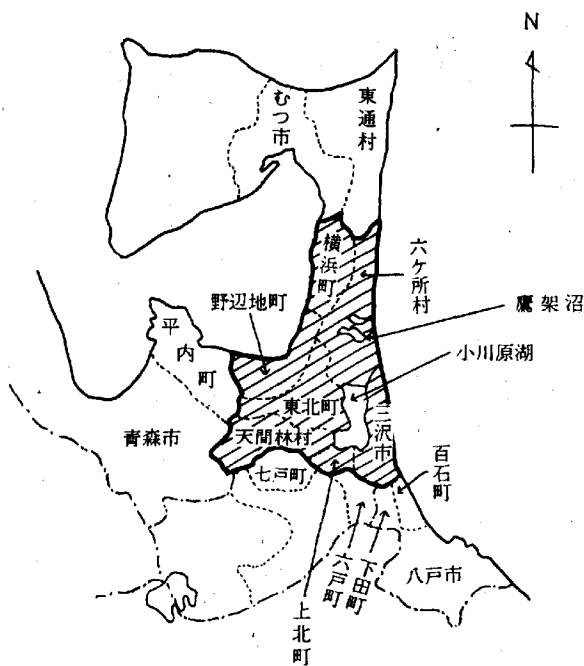 N
むつ市
東通村
横浜町
六ケ所村
野辺地町
鷹架沼
平内町
小川原湖
東北町
三沢市
青森市
天間林村
七戸町
百石町
六戸町
下田町
八戸市
上北町